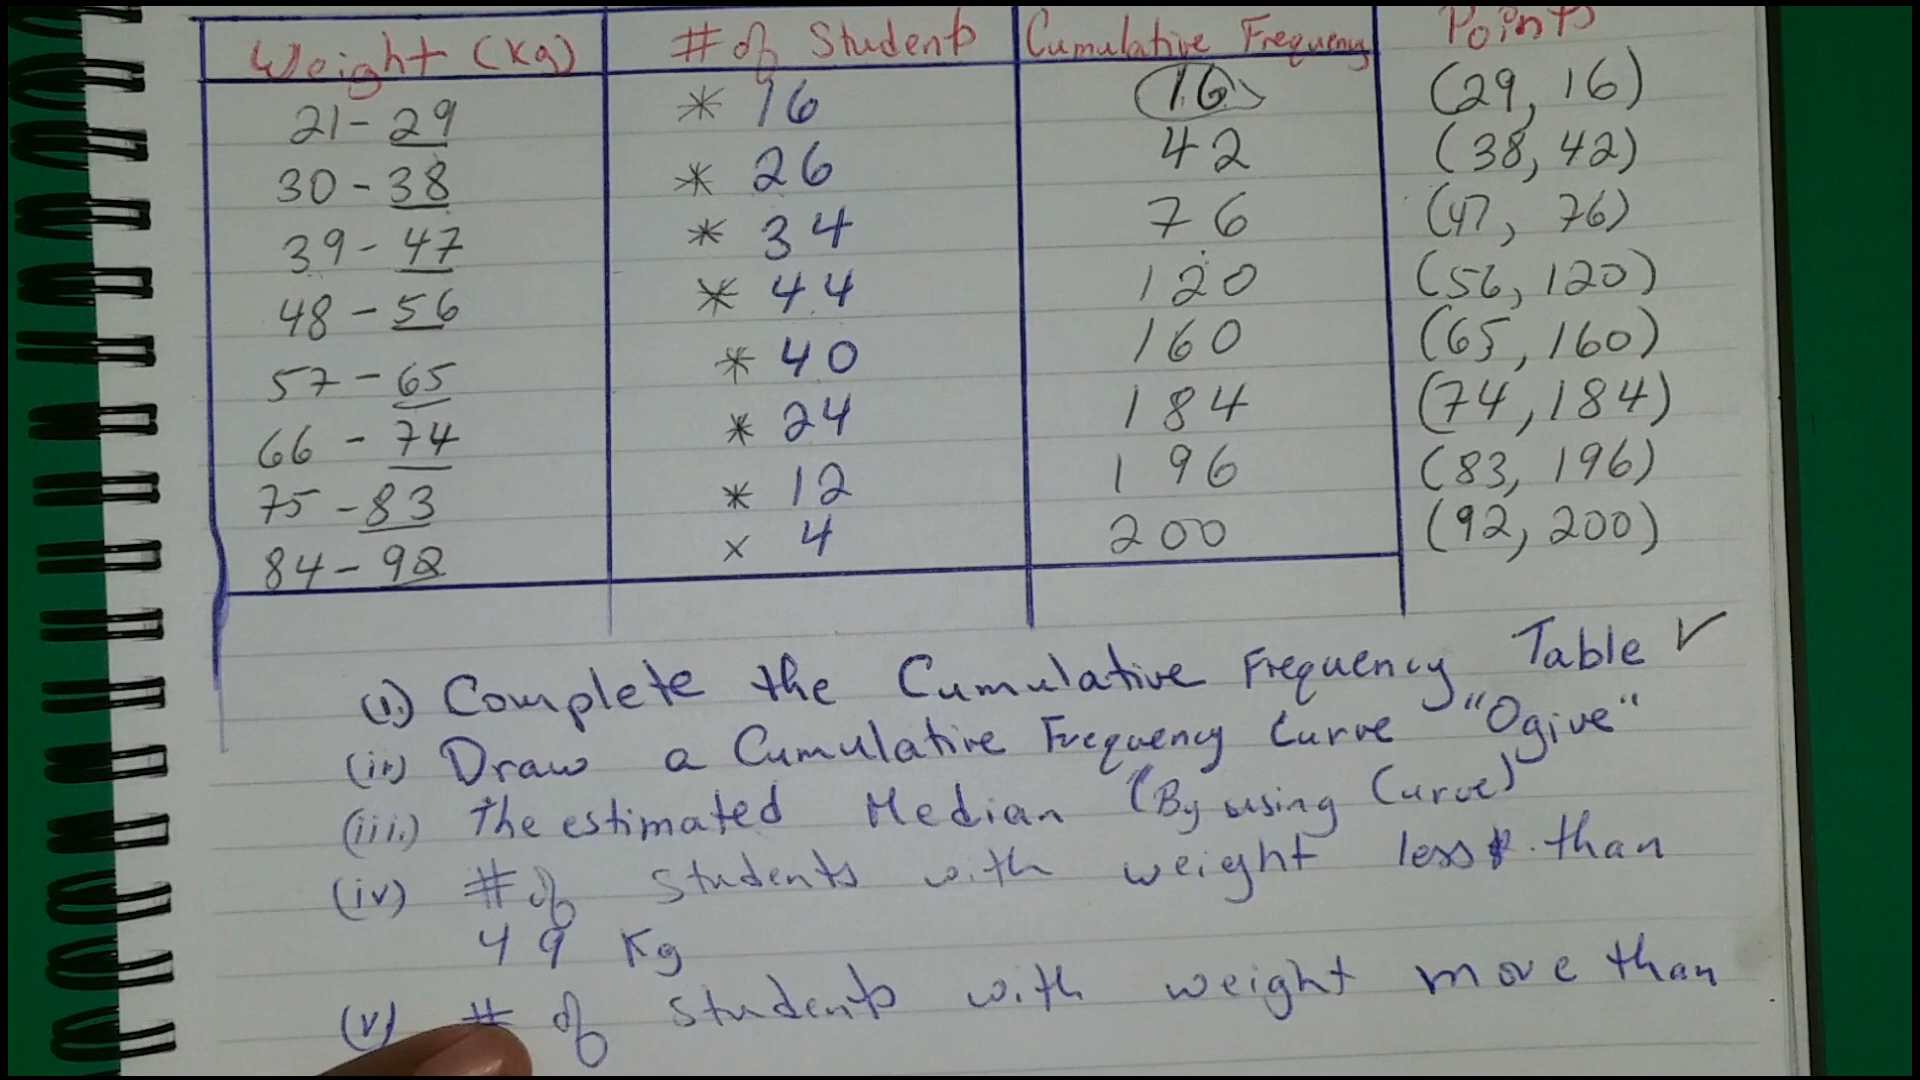 Weight (Kg) # of Students Cumulative Frequency Points
21-29 * 16 16 (29, 16)
30-38 * 26 42 (38, 42)
39-47 * 34 76 (47, 76)
48-56 * 44 120 (56, 120)
57-65 * 40 160 (65, 160)
66-74 * 24 184 (74, 184)
75-83 * 12 196 (83, 196)
84-92 x 4 200 (92, 200)
(i.) Complete the Cumulative Frequency Table ✓
(ii) Draw a Cumulative Frequency Curve "Ogive"
(iii.) The estimated Median (By using Curve)
(iv) # of students with weight less than
49 Kg
(v) # of students with weight more than